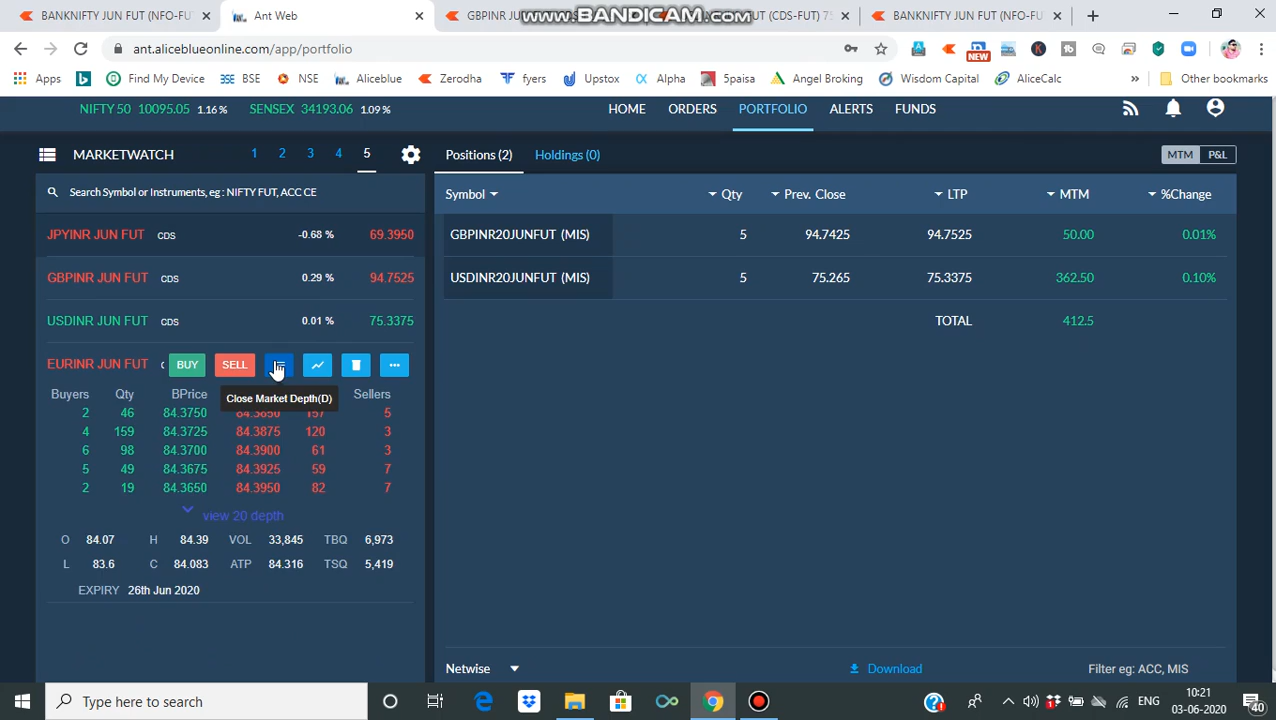 BANKNIFTY JUN FUT (NFO-FU
Ant Web
GBPINR JU
www.BANDICAM.com
FUT (CDS-FUT) 75
BANKNIFTY JUN FUT (NFO-FU
ant.aliceblueonline.com/app/portfolio
NEW
Apps
Find My Device
BSE
NSE
Aliceblue
Zerodha
fyers
Upstox
Alpha
5paisa
Angel Broking
Wisdom Capital
AliceCalc
Other bookmarks
NIFTY 50 10095.05 1.16 % SENSEX 34193.06 1.09 %
HOME ORDERS PORTFOLIO ALERTS FUNDS
MARKETWATCH 1 2 3 4 5
Positions (2) Holdings (0) MTM P&L
Search Symbol or Instruments, eg : NIFTY FUT, ACC CE
Symbol Qty Prev. Close LTP MTM %Change
JPYINR JUN FUT CDS -0.68 % 69.3950
GBPINR20JUNFUT (MIS) 5 94.7425 94.7525 50.00 0.01%
GBPINR JUN FUT CDS 0.29 % 94.7525
USDINR20JUNFUT (MIS) 5 75.265 75.3375 362.50 0.10%
USDINR JUN FUT CDS 0.01 % 75.3375
TOTAL 412.5
EURINR JUN FUT BUY SELL
Close Market Depth(D)
Buyers Qty BPrice Sellers
2 46 84.3750 84.3850 157 5
4 159 84.3725 84.3875 120 3
6 98 84.3700 84.3900 61 3
5 49 84.3675 84.3925 59 7
2 19 84.3650 84.3950 82 7
view 20 depth
O 84.07 H 84.39 VOL 33,845 TBQ 6,973
L 83.6 C 84.083 ATP 84.316 TSQ 5,419
EXPIRY 26th Jun 2020
Netwise Download Filter eg: ACC, MIS
Type here to search
ENG
10:21
03-06-2020
40